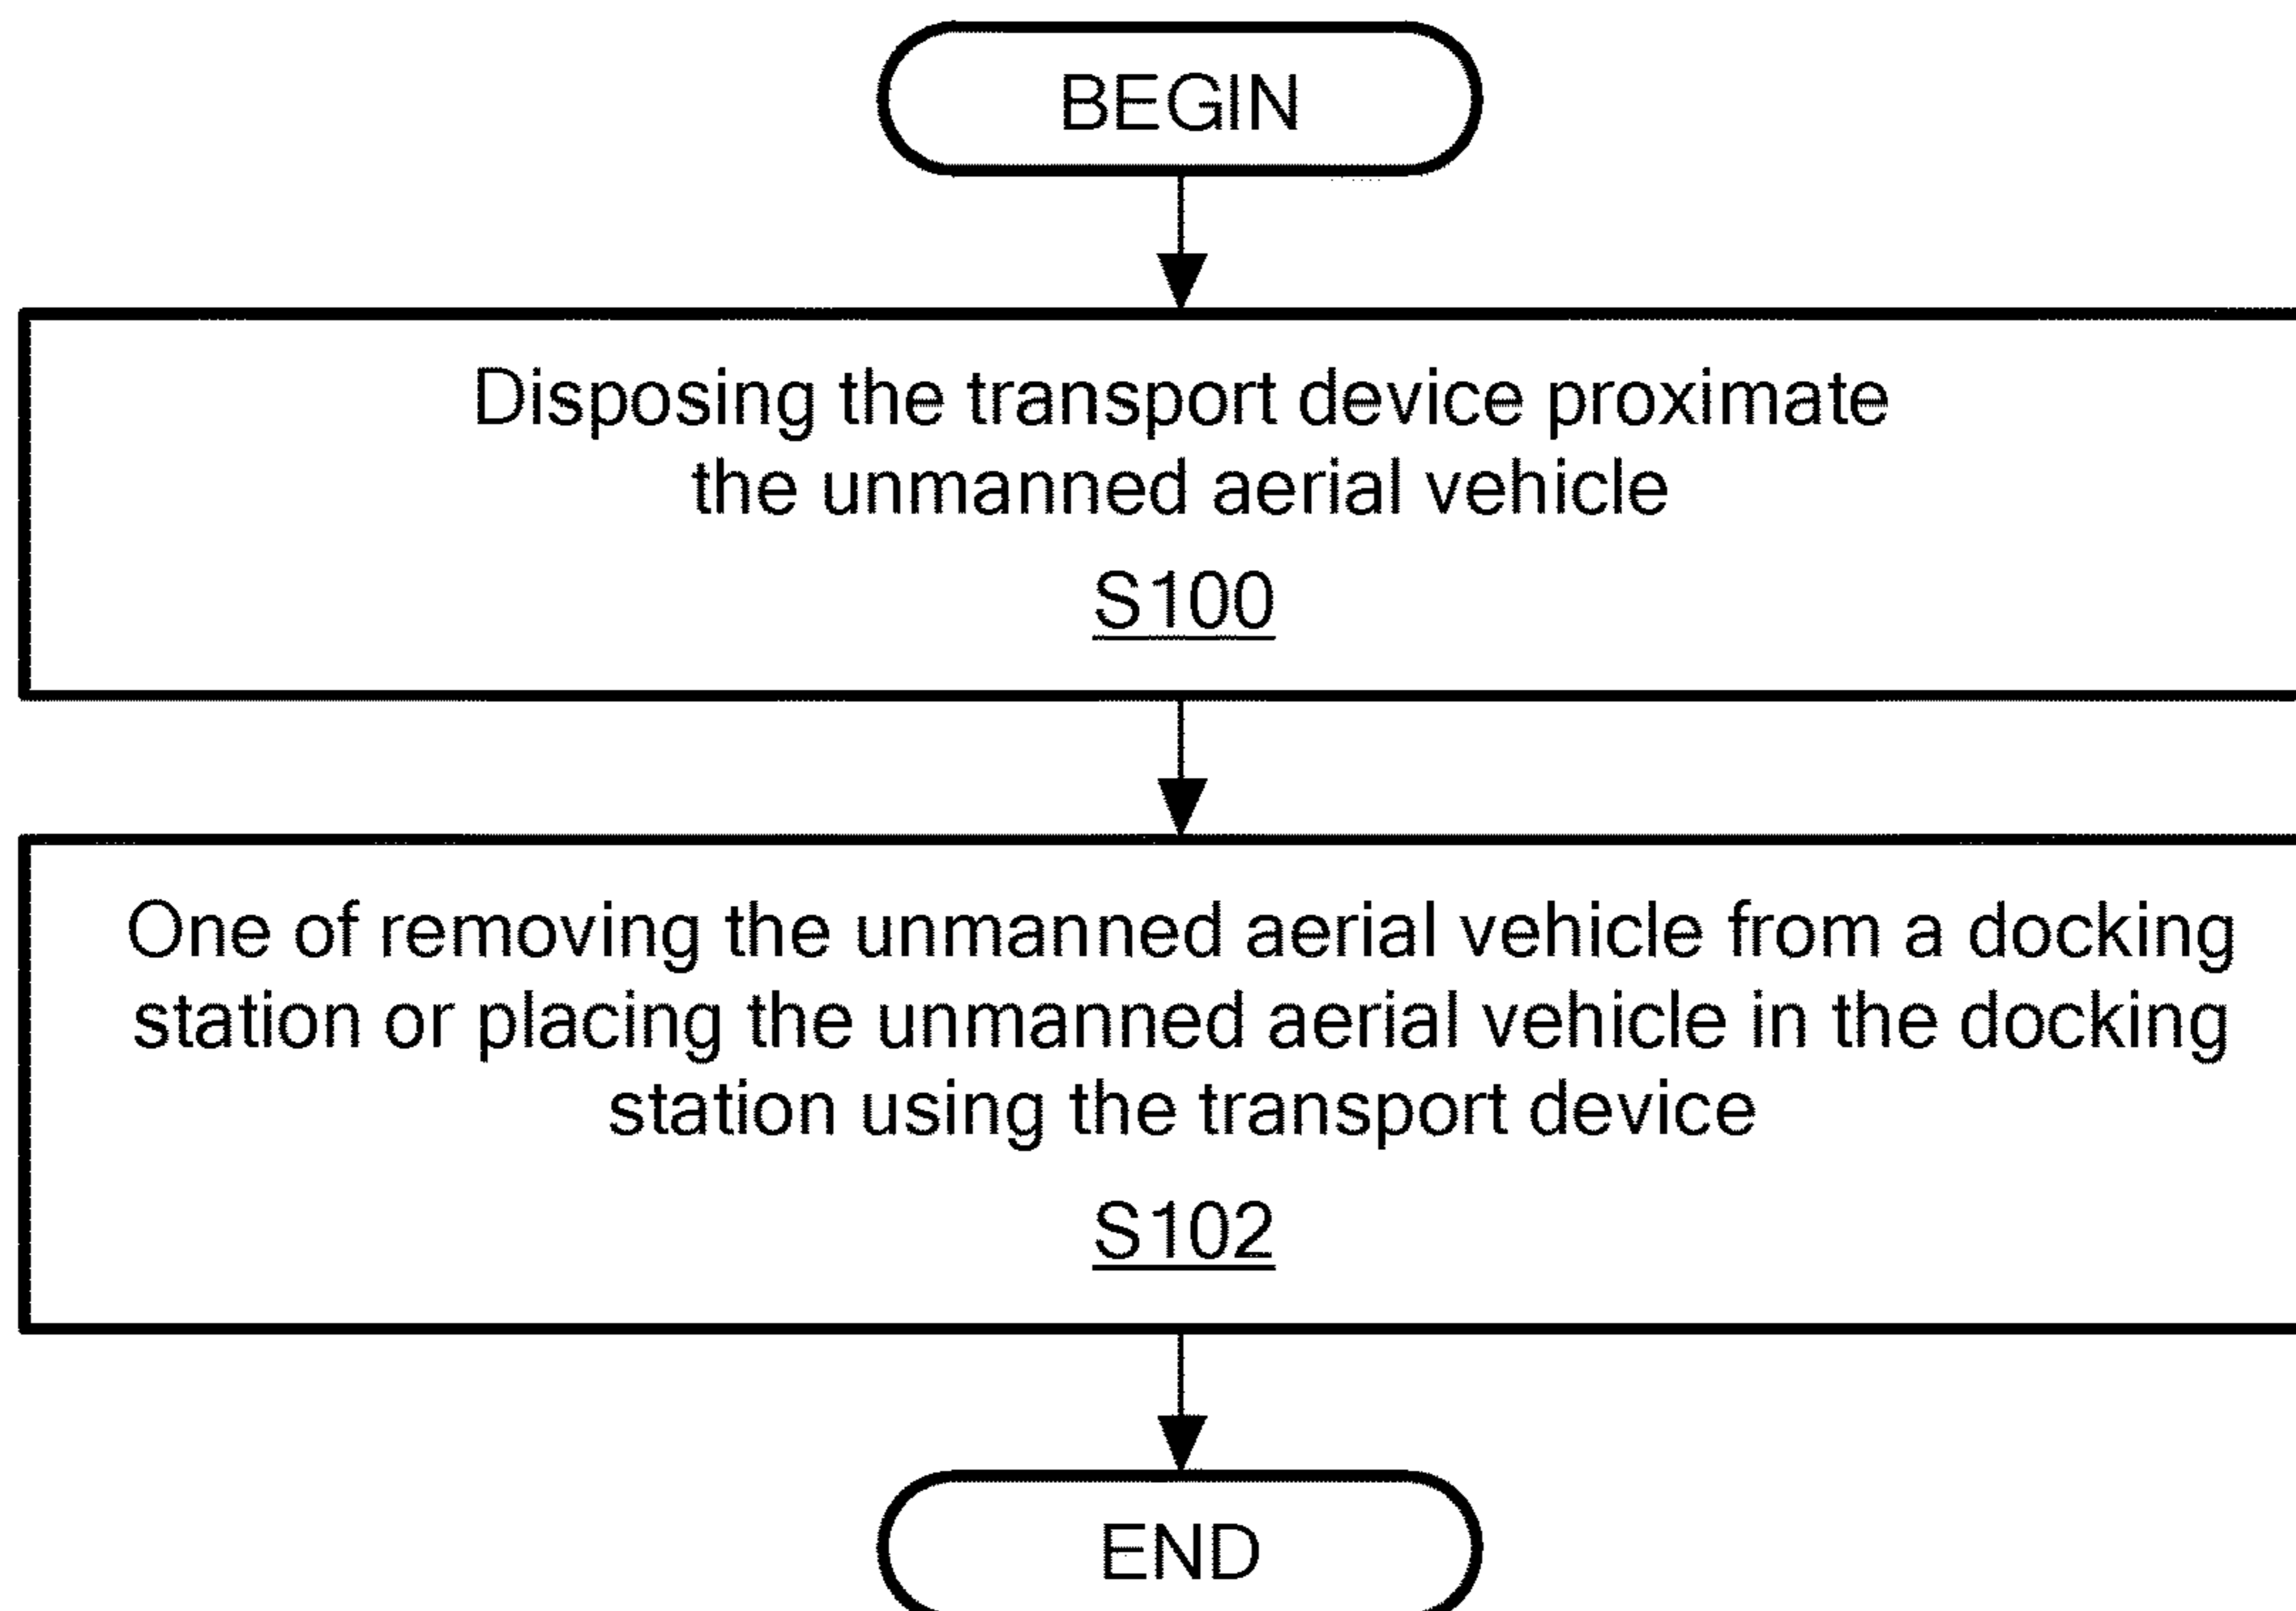 BEGIN
Disposing the transport device proximate
the unmanned aerial vehicle
S100
One of removing the unmanned aerial vehicle from a docking
station or placing the unmanned aerial vehicle in the docking
station using the transport device
S102
END